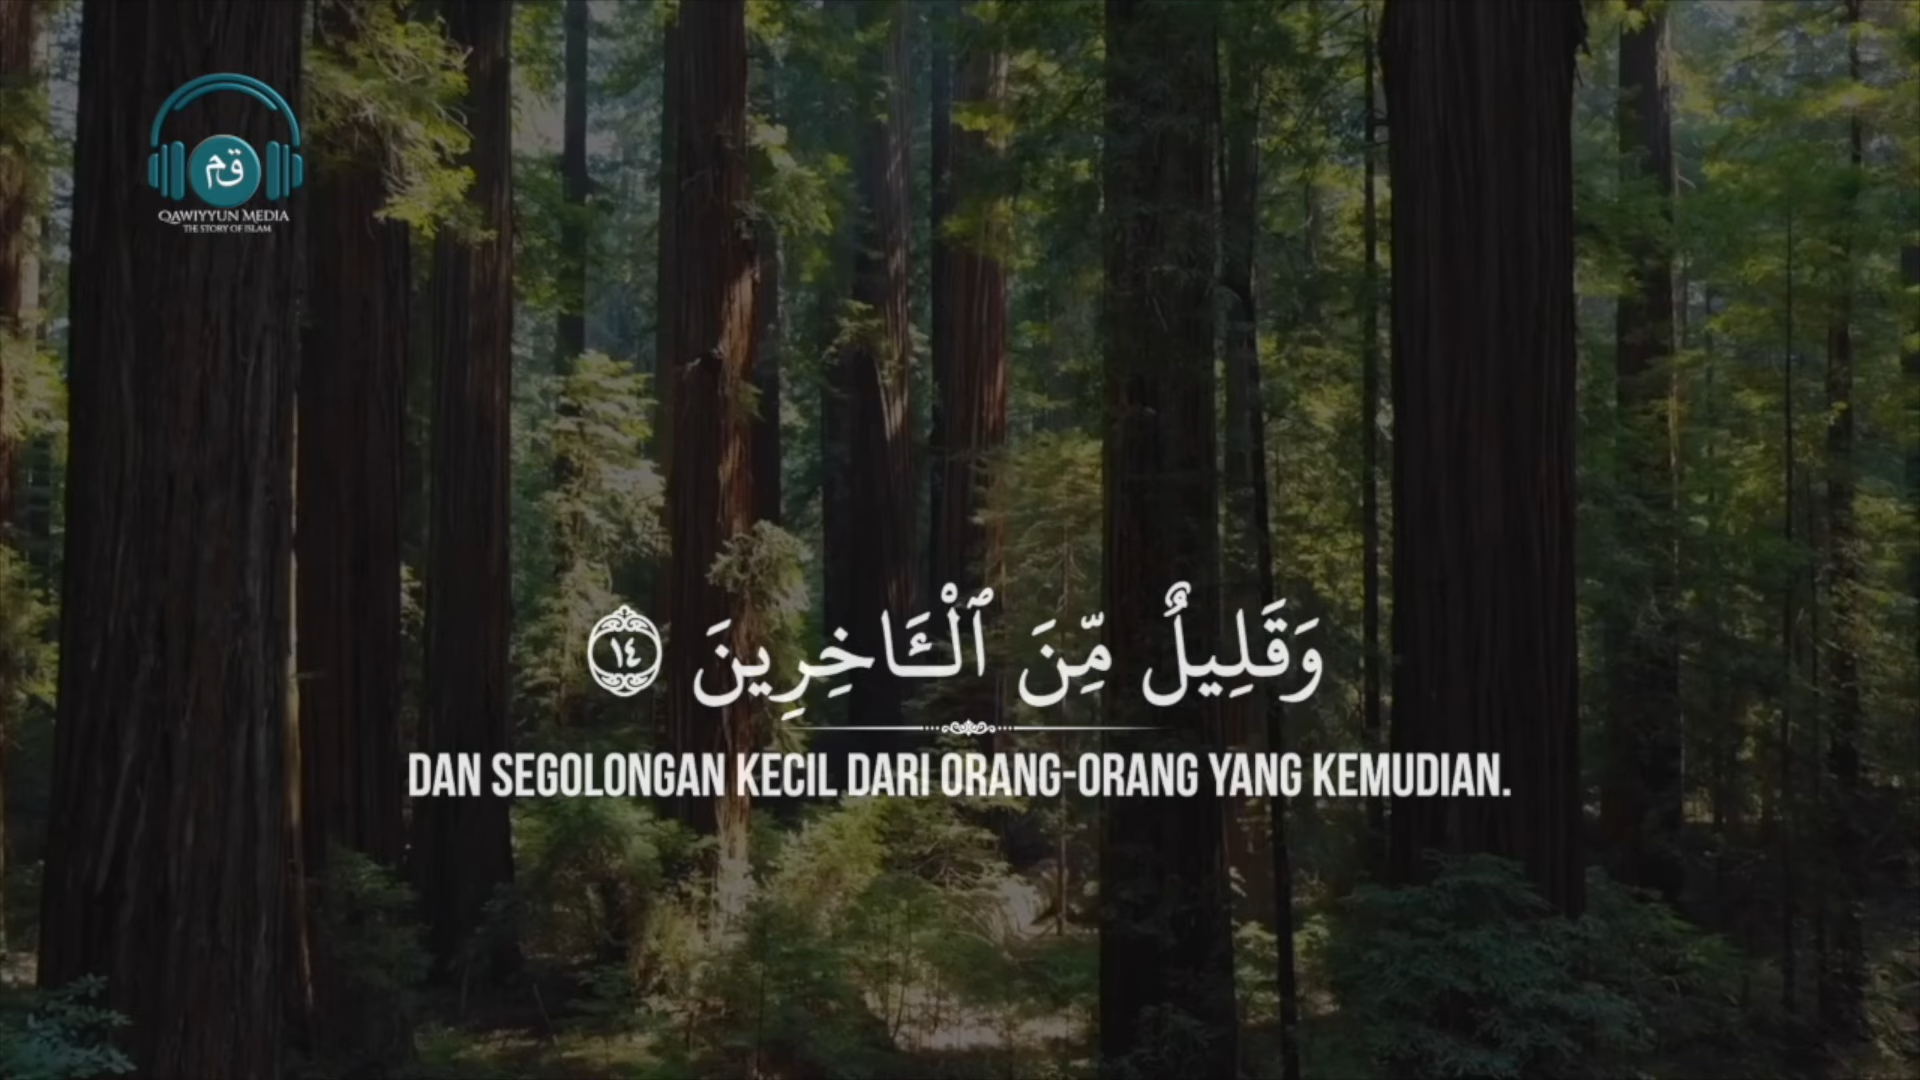 قم
QAWIYYUN MEDIA
THE STORY OF ISLAM
وَقَلِيلٌ مِّنَ ٱلْـَٔاخِرِينَ ١٤
DAN SEGOLONGAN KECIL DARI ORANG-ORANG YANG KEMUDIAN.